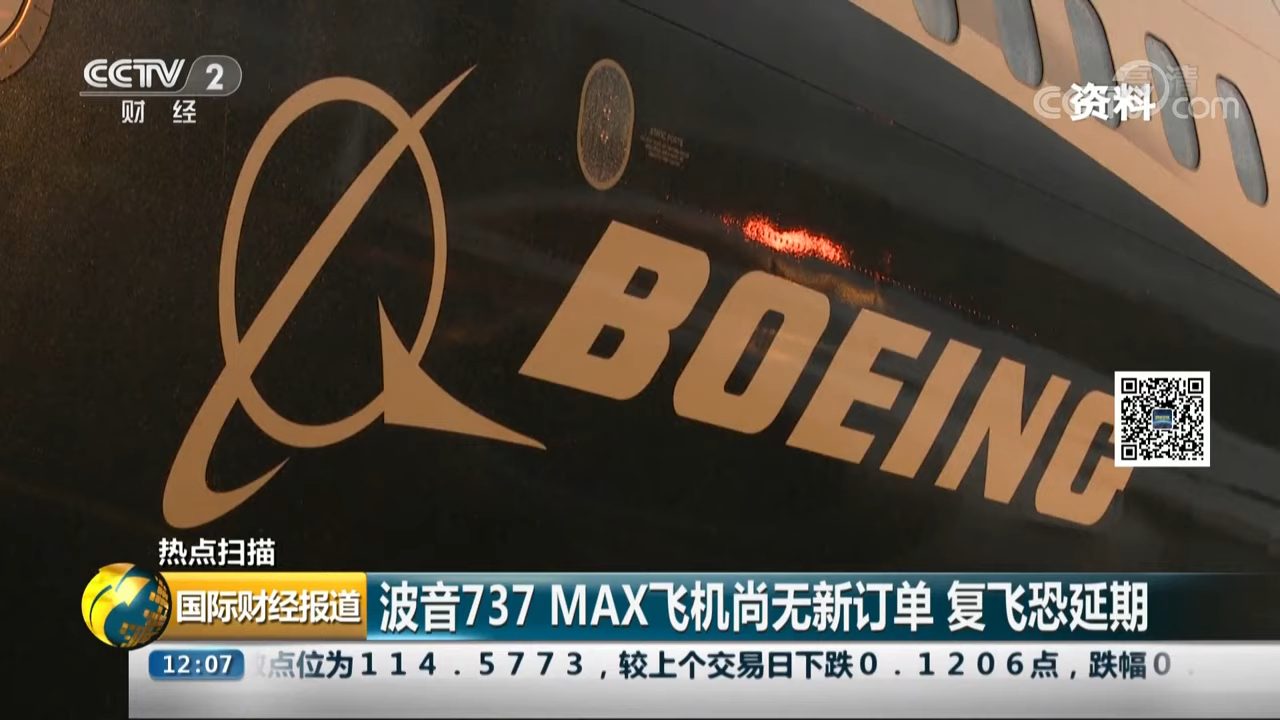 CCTV 2
财 经
高清
资料
BOEING
热点扫描
国际财经报道
波音737 MAX飞机尚无新订单 复飞恐延期
12:07
点位为114.5773，较上个交易日下跌0.1206点，跌幅0.